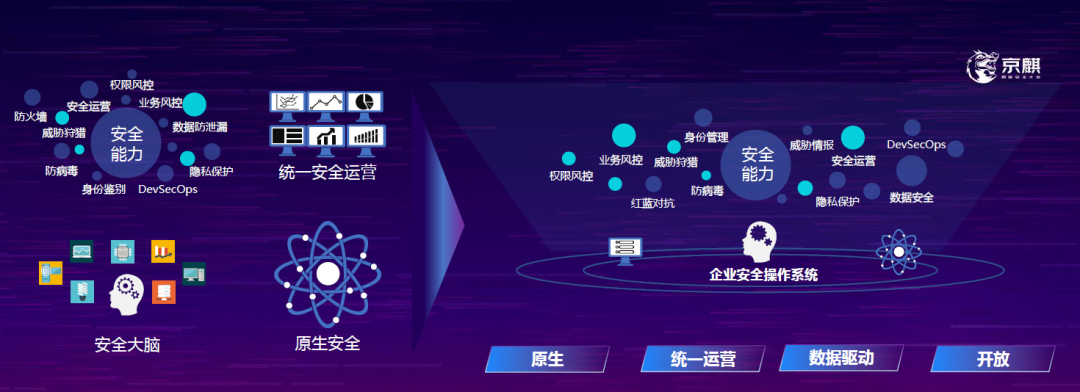 京麒
权限风控
安全运营
业务风控
防火墙
威胁狩猎
数据防泄漏
安全
能力
防病毒
隐私保护
身份鉴别
DevSecOps
统一安全运营
安全大脑
原生安全
身份管理
业务风控
威胁狩猎
权限风控
防病毒
红蓝对抗
安全
能力
威胁情报
安全运营
DevSecOps
隐私保护
数据安全
企业安全操作系统
原生
统一运营
数据驱动
开放